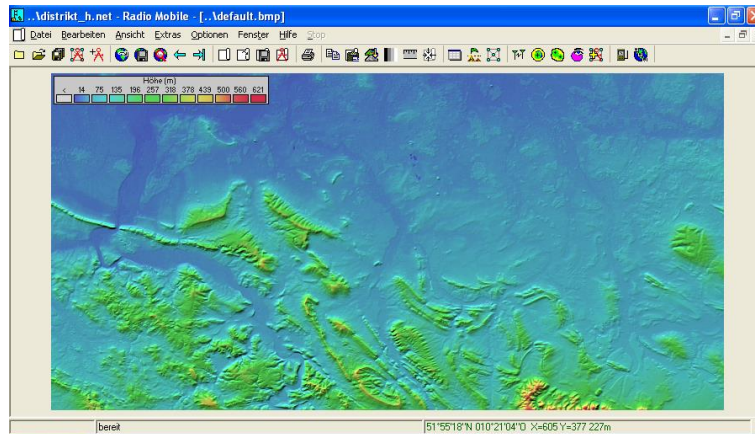 ..\distrikt_h.net - Radio Mobile - [..\default.bmp]
Datei Bearbeiten Ansicht Extras Optionen Fenster Hilfe Stop
Höhe (m)
< 14 75 135 196 257 318 378 439 500 560 621
bereit
51°55'18''N 010°21'04''O X=605 Y=377 227m